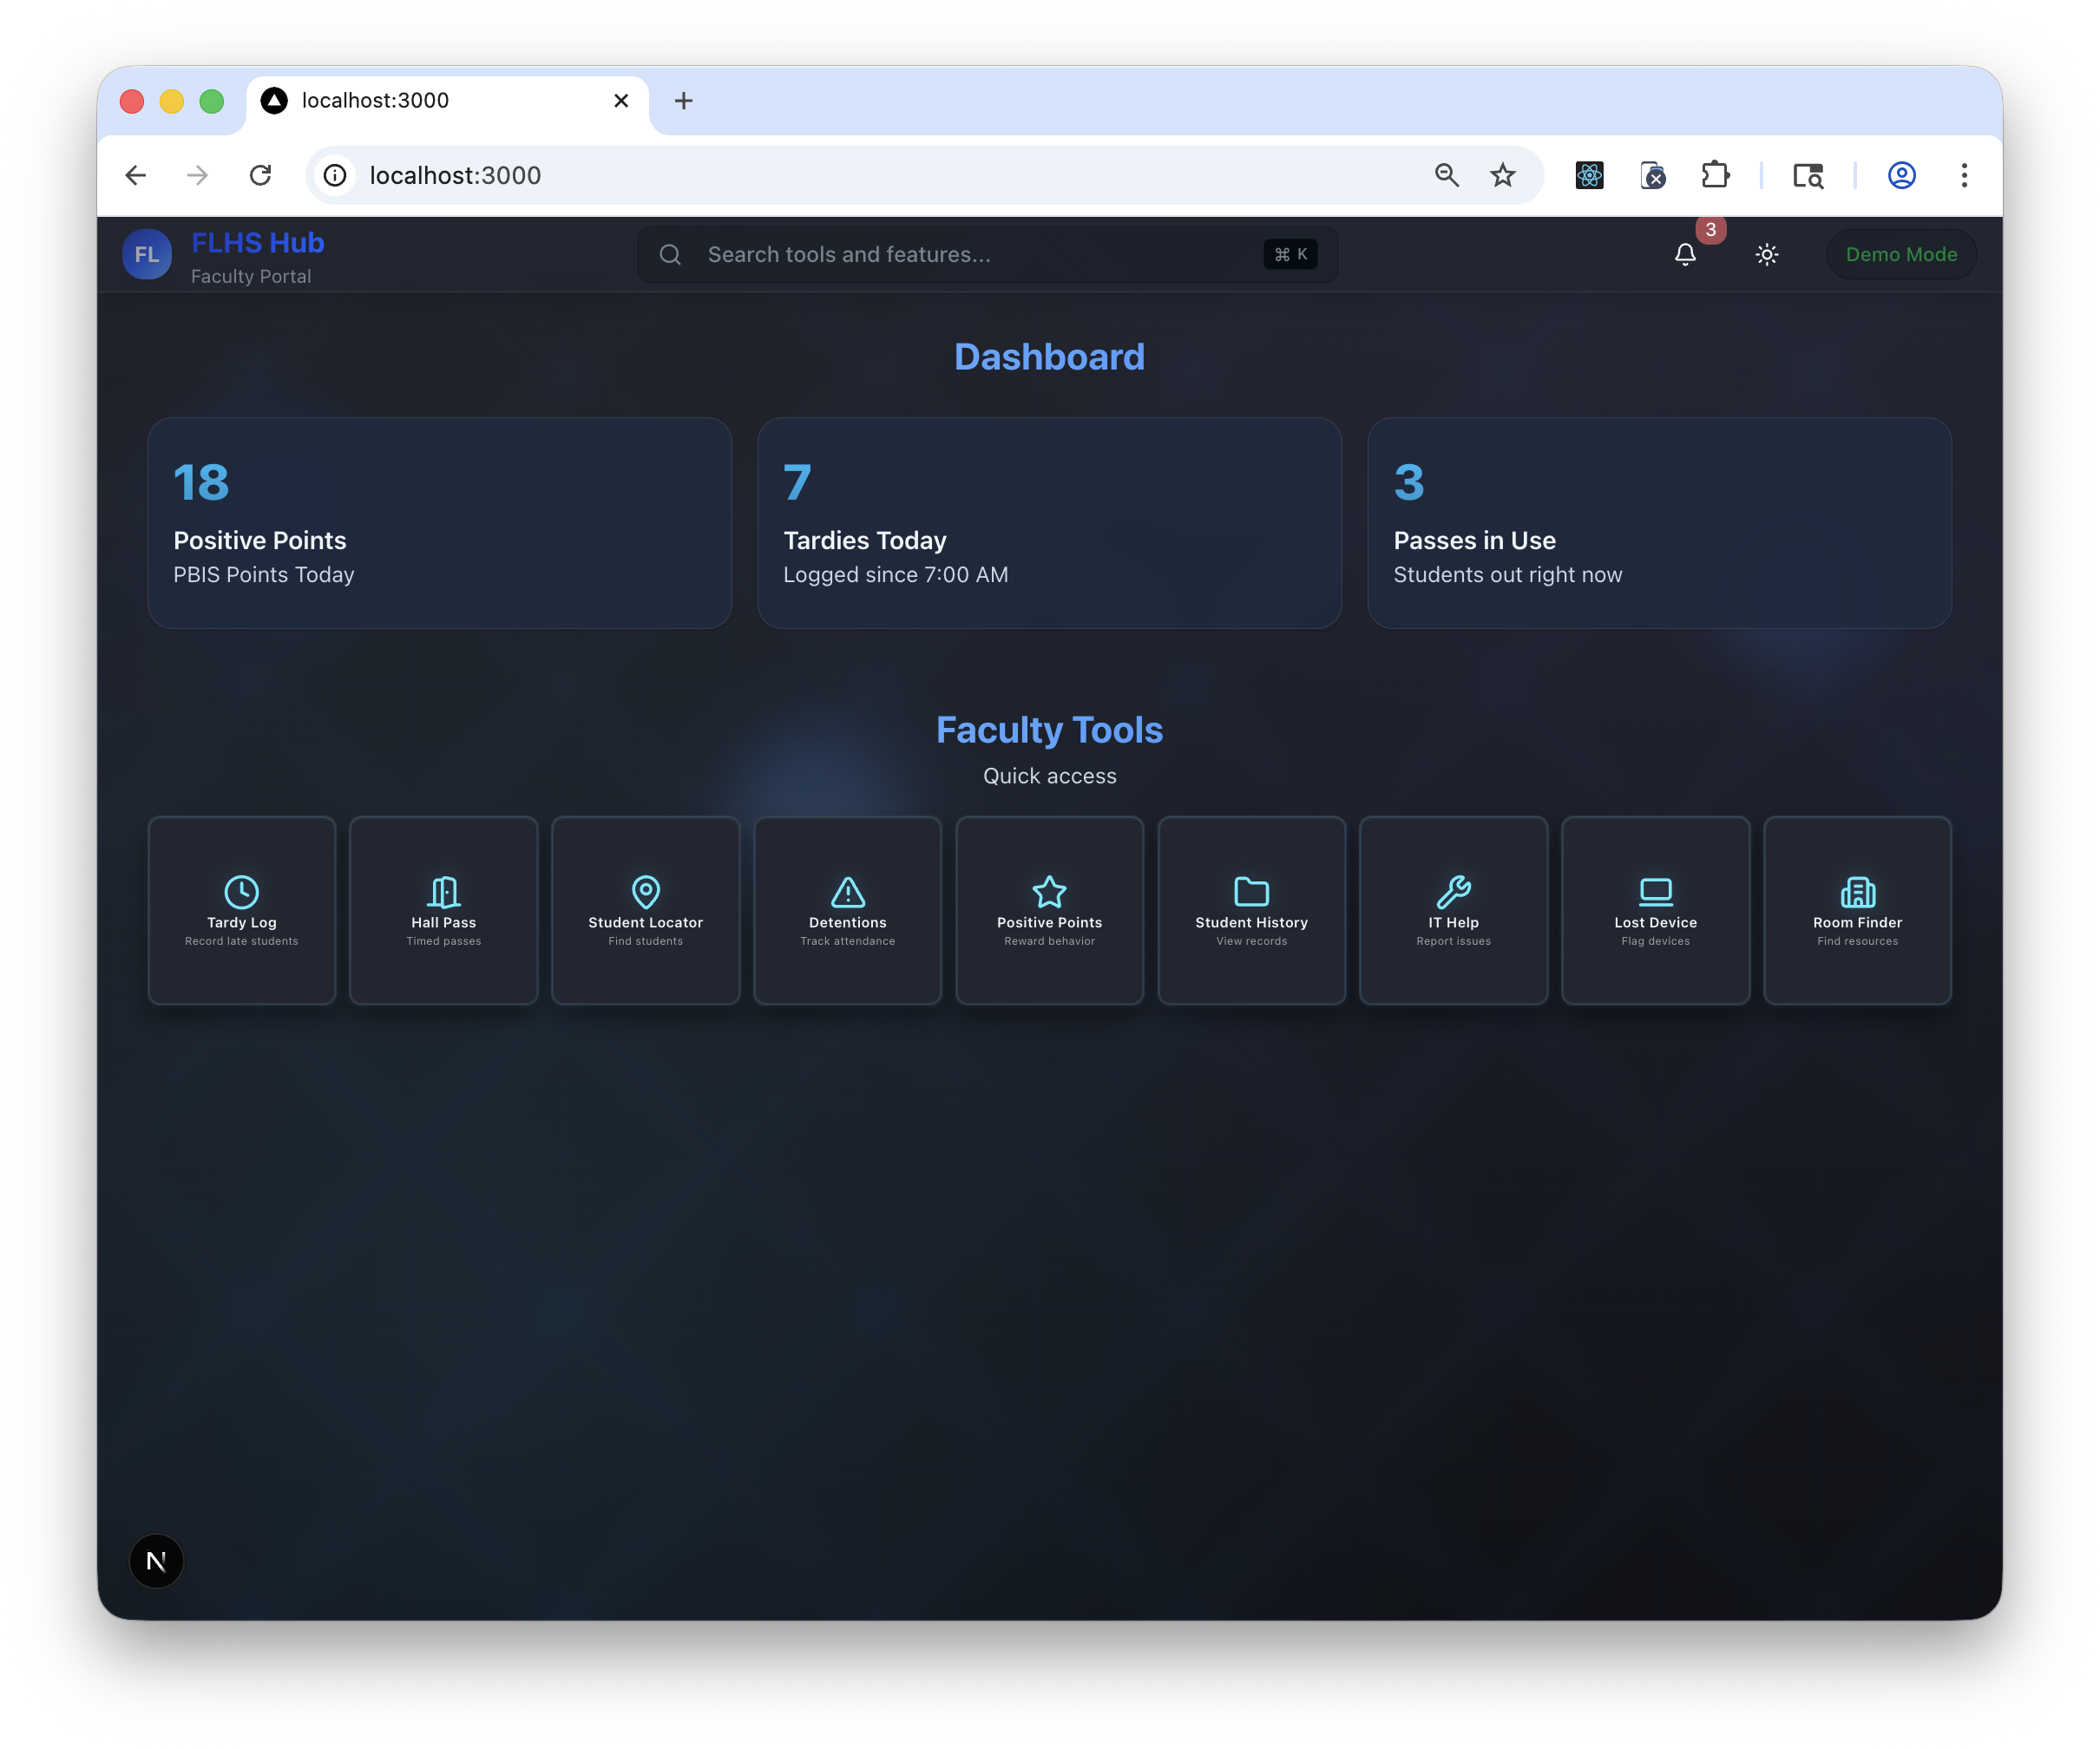 localhost:3000
localhost:3000
FL
FLHS Hub
Faculty Portal
Search tools and features...
⌘ K
3
Demo Mode
Dashboard
18
Positive Points
PBIS Points Today
7
Tardies Today
Logged since 7:00 AM
3
Passes in Use
Students out right now
Faculty Tools
Quick access
Tardy Log
Record late students
Hall Pass
Timed passes
Student Locator
Find students
Detentions
Track attendance
Positive Points
Reward behavior
Student History
View records
IT Help
Report issues
Lost Device
Flag devices
Room Finder
Find resources
N